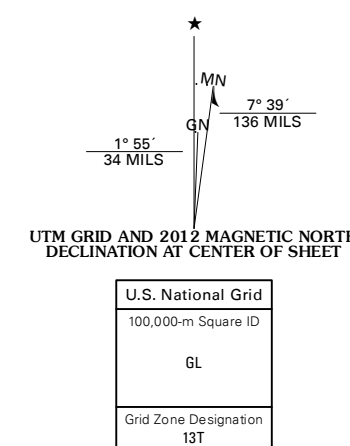 ★
MN
GN
7° 39´
136 MILS
1° 55´
34 MILS
UTM GRID AND 2012 MAGNETIC NORTH
DECLINATION AT CENTER OF SHEET
U.S. National Grid
100,000-m Square ID
GL
Grid Zone Designation
13T